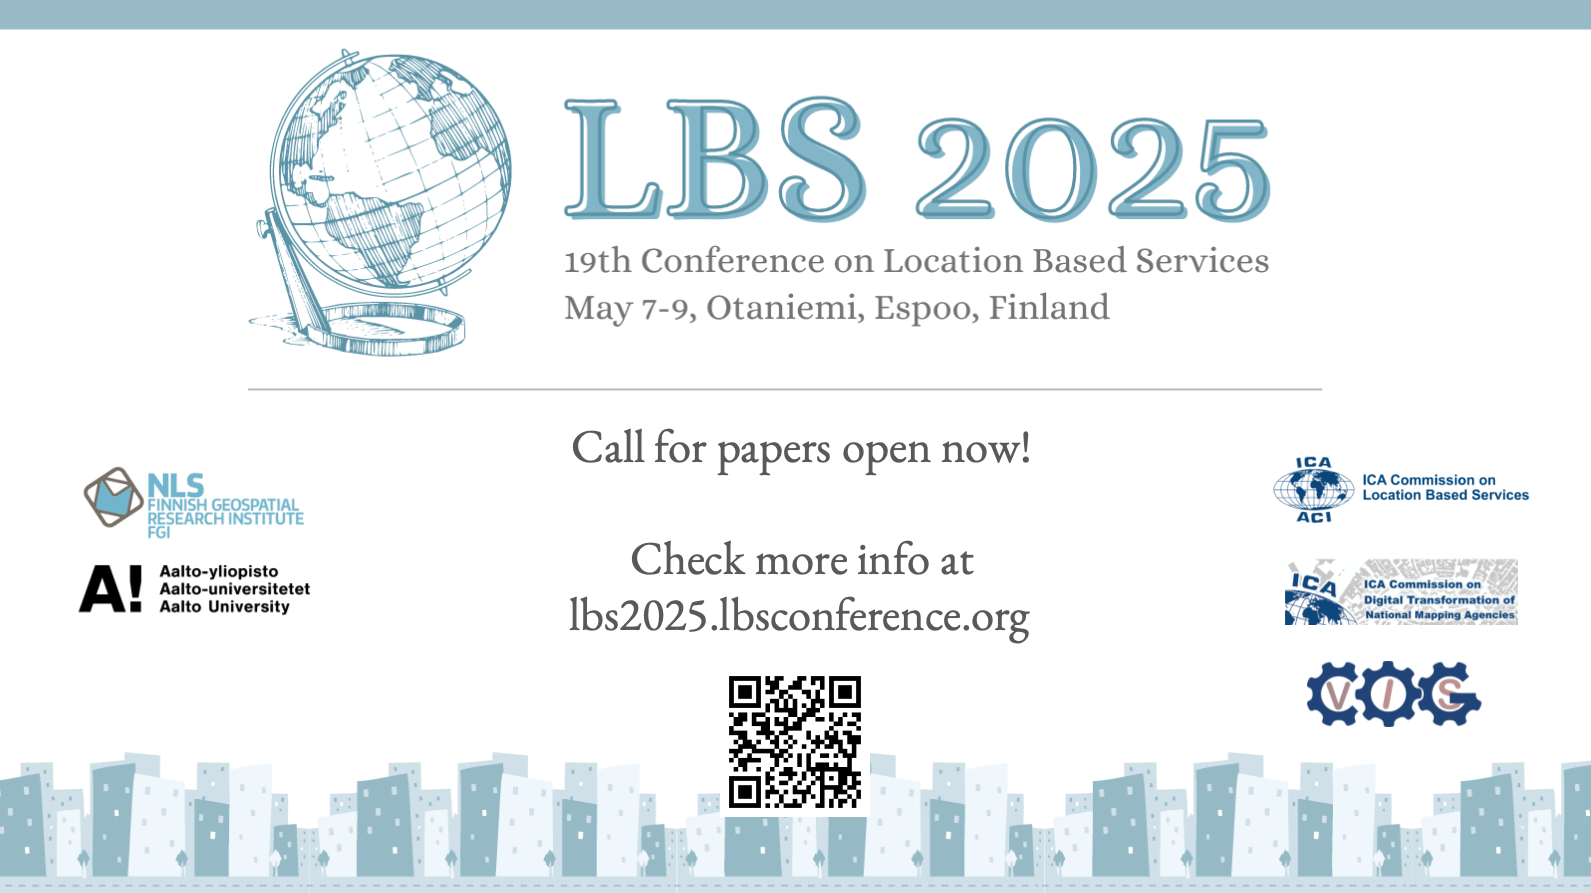 LBS 2025
19th Conference on Location Based Services
May 7-9, Otaniemi, Espoo, Finland
Call for papers open now!
Check more info at
lbs2025.lbsconference.org
NLS
FINNISH GEOSPATIAL
RESEARCH INSTITUTE
FGI
A!
Aalto-yliopisto
Aalto-universitetet
Aalto University
ICA
ACI
ICA Commission on
Location Based Services
ICA
ICA Commission on
Digital Transformation of
National Mapping Agencies
VIS